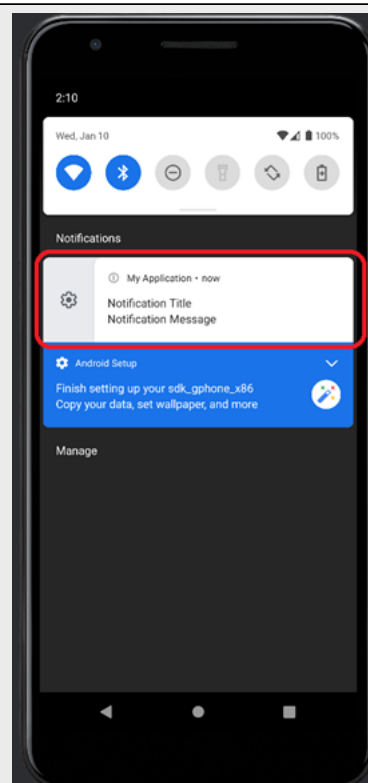 2:10
Wed, Jan 10
100%
Notifications
My Application • now
Notification Title
Notification Message
Android Setup
Finish setting up your sdk_gphone_x86
Copy your data, set wallpaper, and more
Manage